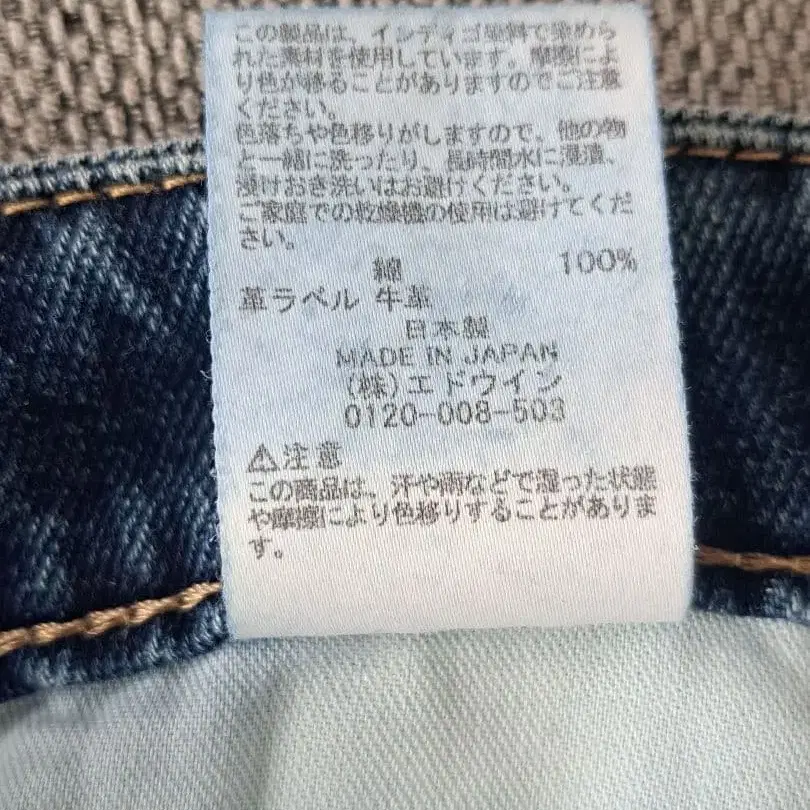 この製品は、インディゴ染料で染めら
れた素材を使用しています。摩擦によ
り色が移ることがありますのでご注意
ください。
色落ちや色移りがしますので、他の物
と一緒に洗ったり、長時間水に浸漬、
浸けおき洗いはお避けください。
ご家庭での乾燥機の使用は避けてくだ
さい。
綿 100%
革ラベル 牛革
日本製
MADE IN JAPAN
(株)エドウイン
0120-008-503
⚠注意
この商品は、汗や雨などで湿った状態
や摩擦により色移りすることがありま
す。